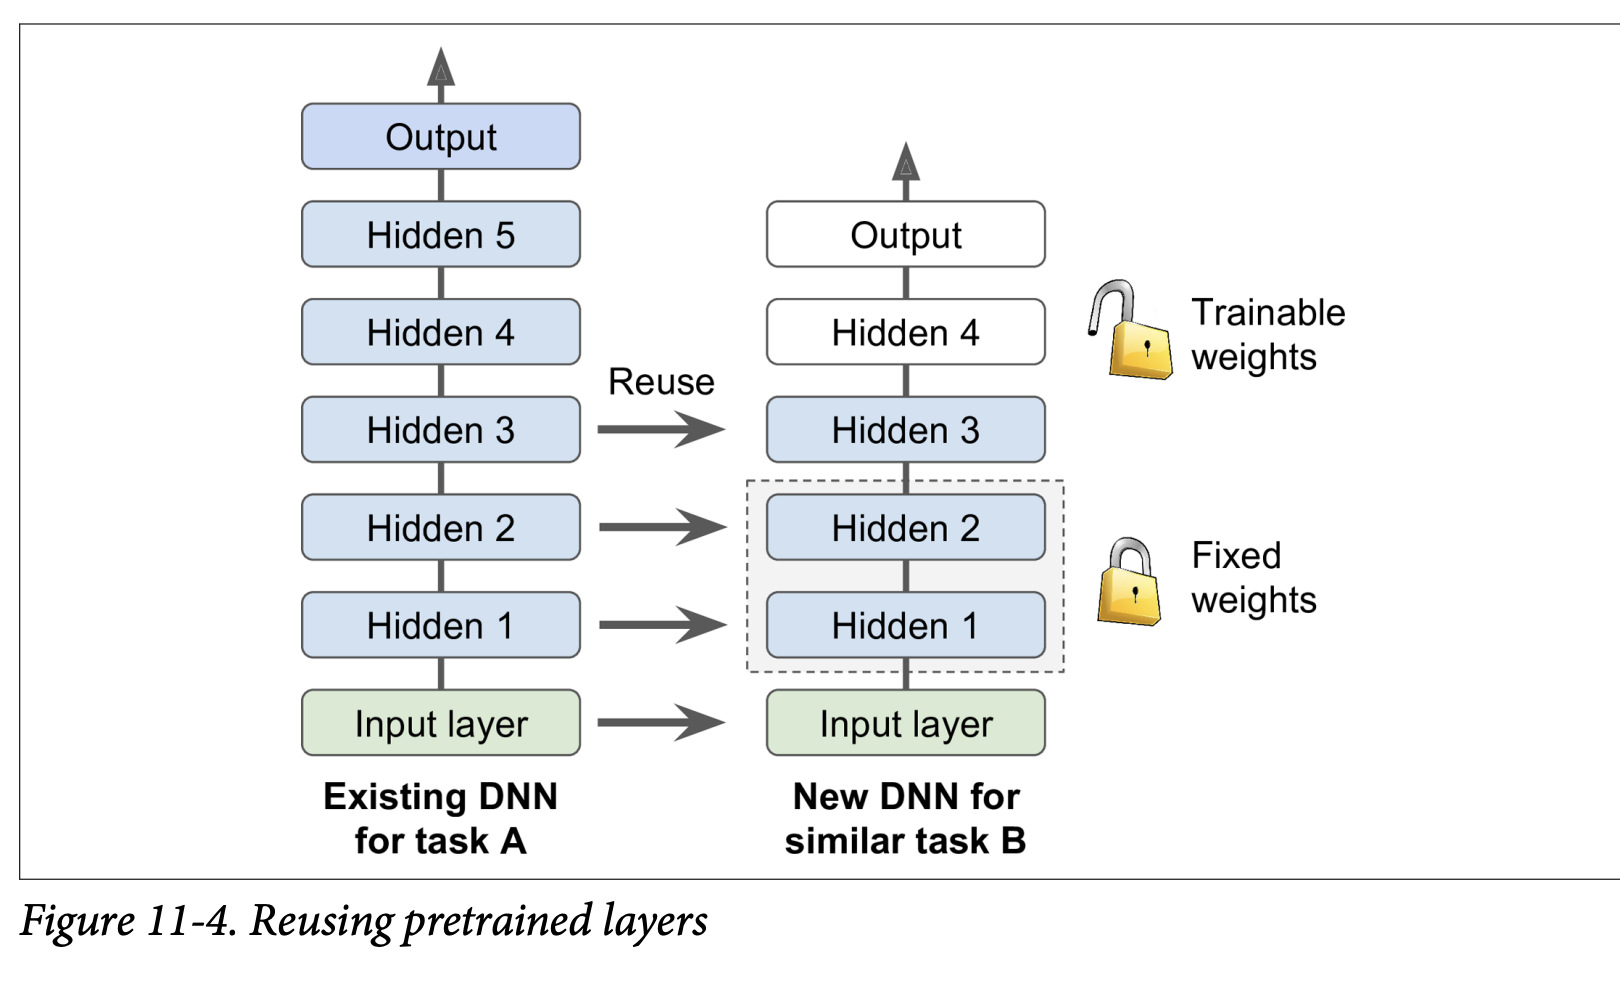 Output
Hidden 5
Hidden 4
Hidden 3
Hidden 2
Hidden 1
Input layer
Existing DNN
for task A
Reuse
Output
Hidden 4
Hidden 3
Hidden 2
Hidden 1
Input layer
New DNN for
similar task B
Trainable
weights
Fixed
weights
Figure 11-4. Reusing pretrained layers